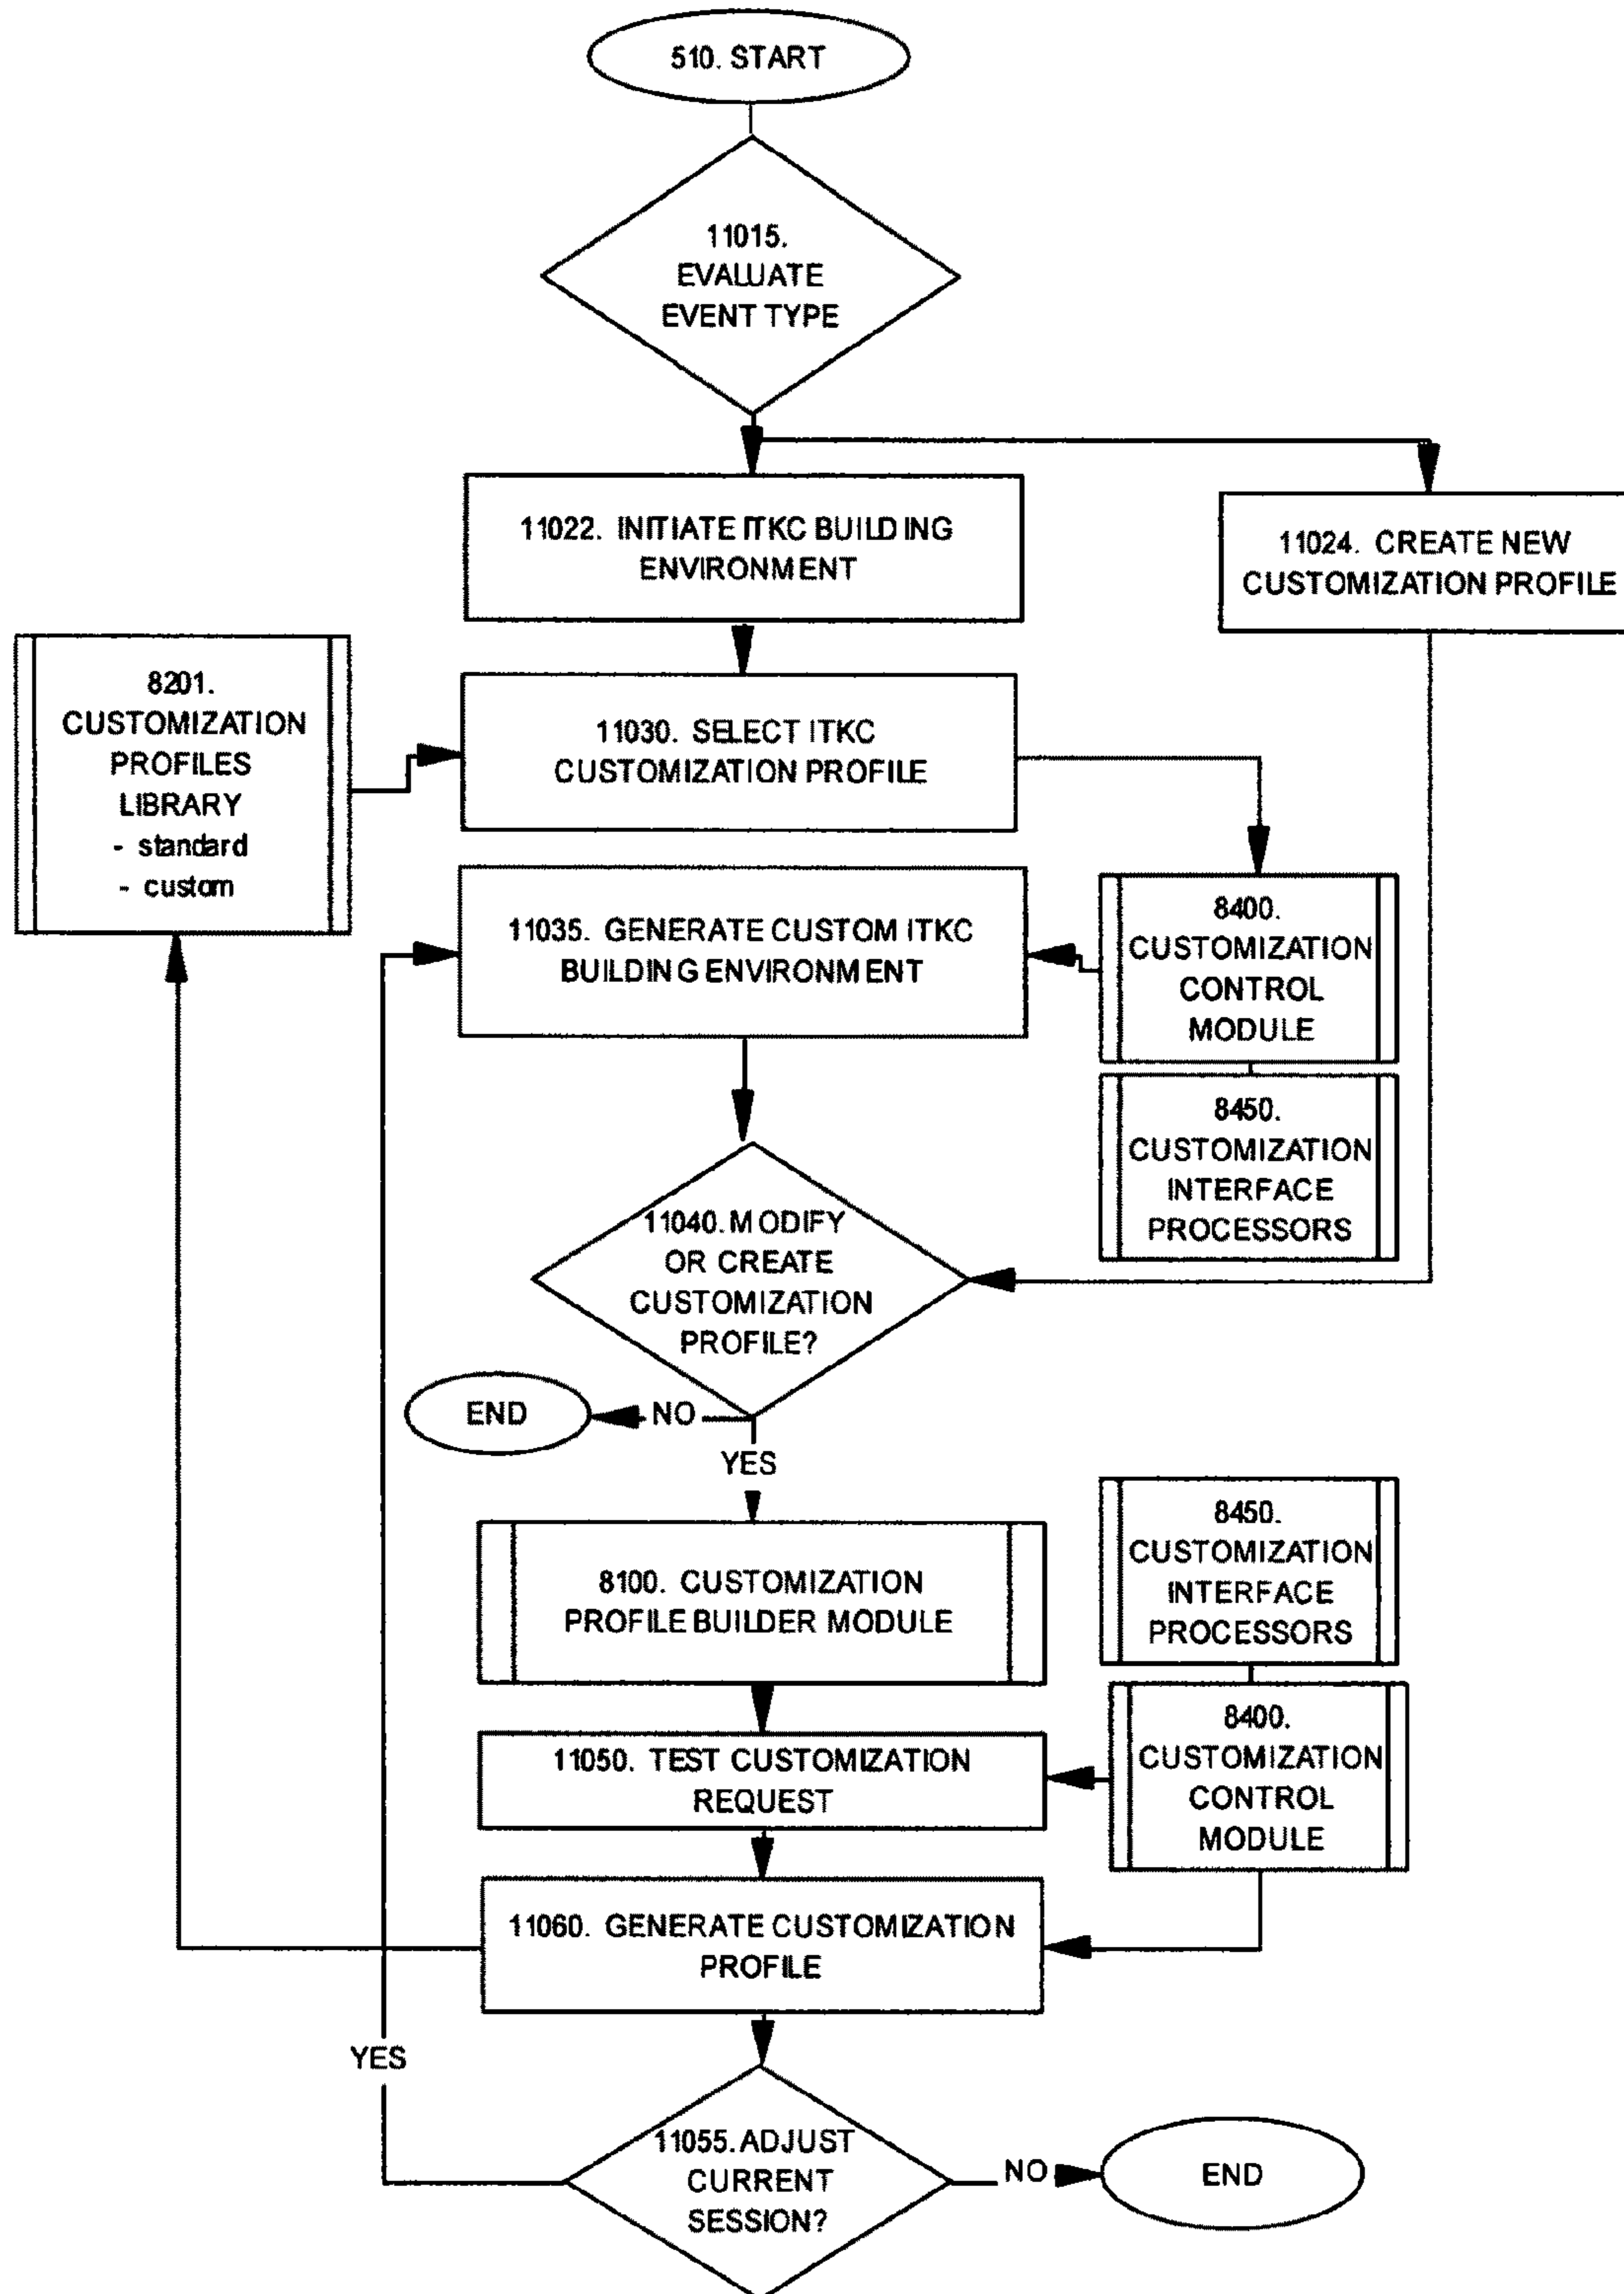 510. START
11015.
EVALUATE
EVENT TYPE
11022. INITIATE ITKC BUILDING
ENVIRONMENT
11024. CREATE NEW
CUSTOMIZATION PROFILE
8201.
CUSTOMIZATION
PROFILES
LIBRARY
- standard
- custom
11030. SELECT ITKC
CUSTOMIZATION PROFILE
11035. GENERATE CUSTOM ITKC
BUILDING ENVIRONMENT
8400.
CUSTOMIZATION
CONTROL
MODULE
8450.
CUSTOMIZATION
INTERFACE
PROCESSORS
11040. MODIFY
OR CREATE
CUSTOMIZATION
PROFILE?
END
NO
YES
8100. CUSTOMIZATION
PROFILE BUILDER MODULE
8450.
CUSTOMIZATION
INTERFACE
PROCESSORS
11050. TEST CUSTOMIZATION
REQUEST
8400.
CUSTOMIZATION
CONTROL
MODULE
11060. GENERATE CUSTOMIZATION
PROFILE
YES
11055. ADJUST
CURRENT
SESSION?
NO
END